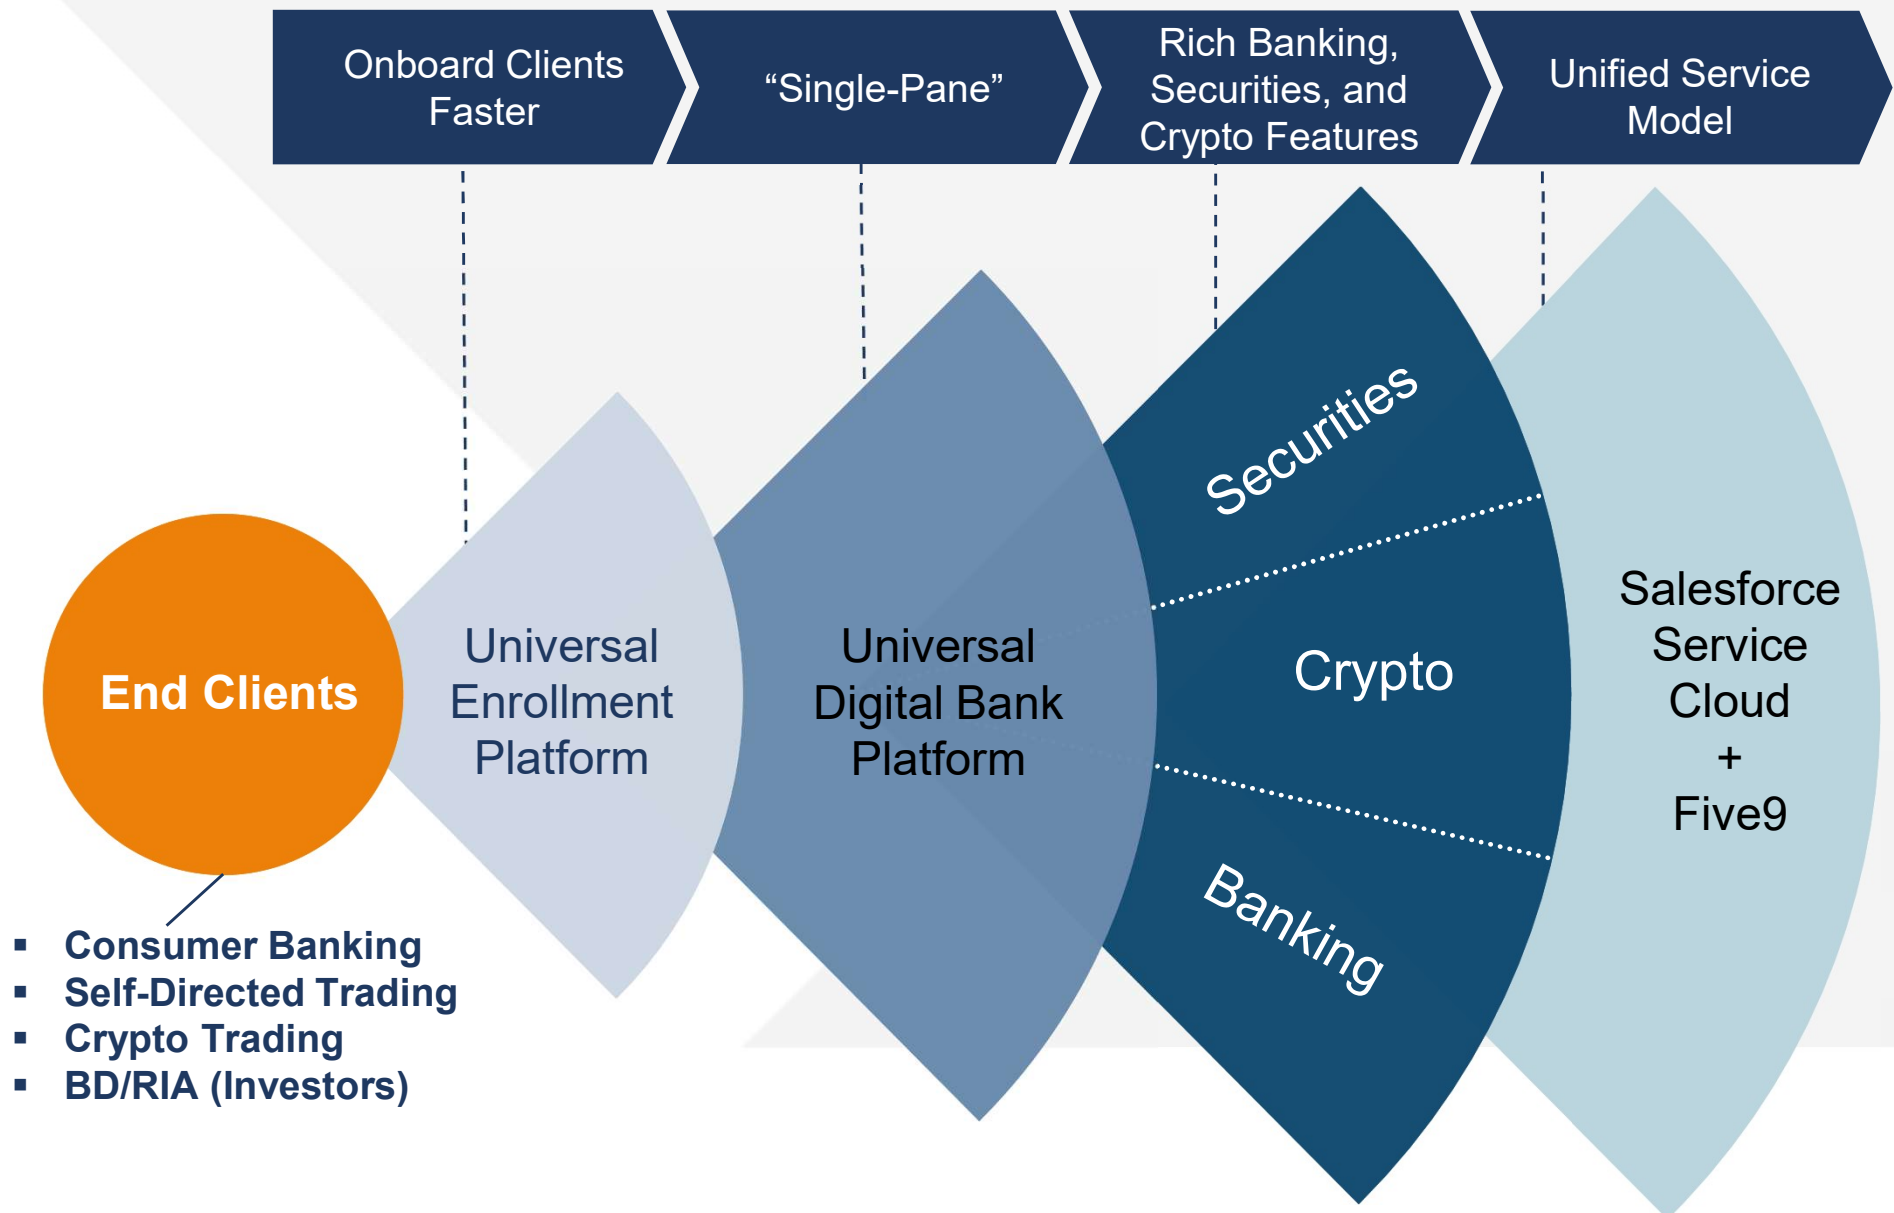 Onboard Clients
Faster
“Single-Pane”
Rich Banking,
Securities, and
Crypto Features
Unified Service
Model
End Clients
Universal
Enrollment
Platform
Universal
Digital Bank
Platform
Securities
Crypto
Banking
Salesforce
Service
Cloud
+
Five9
▪ Consumer Banking
▪ Self-Directed Trading
▪ Crypto Trading
▪ BD/RIA (Investors)